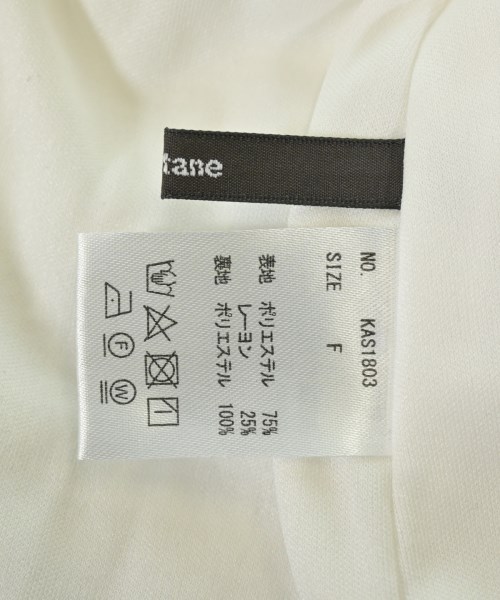 tane
NO. KAS1803
SIZE F
表地 ポリエステル 75%
レーヨン 25%
裏地 ポリエステル 100%
F W